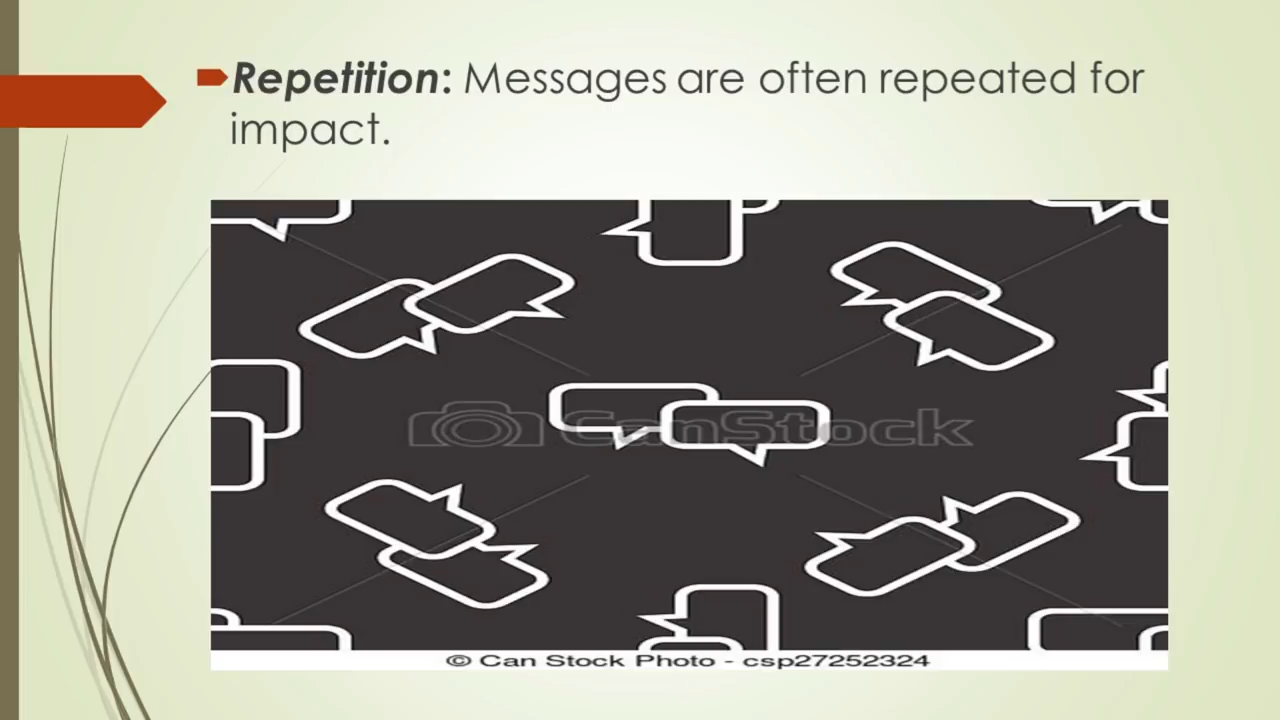 Repetition: Messages are often repeated for
impact.
CanStock
© Can Stock Photo - csp27252324